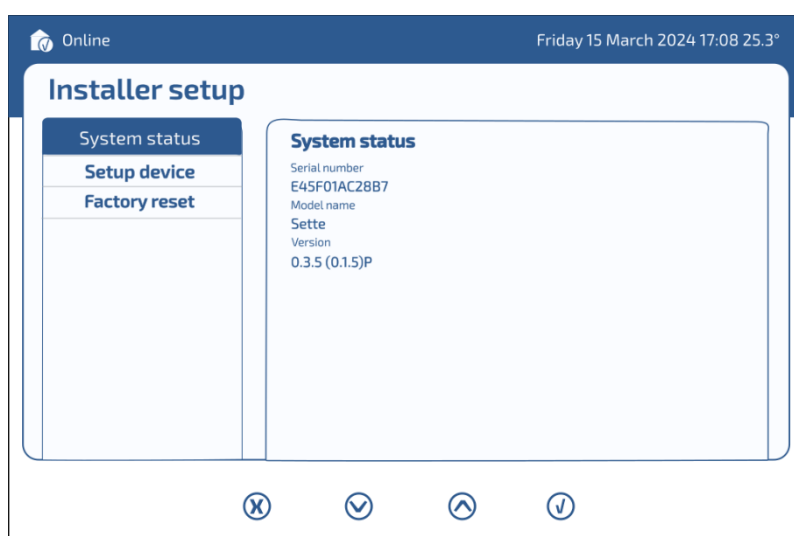 Online
Friday 15 March 2024 17:08 25.3°
Installer setup
System status
Setup device
Factory reset
System status
Serial number
E45F01AC28B7
Model name
Sette
Version
0.3.5 (0.1.5)P